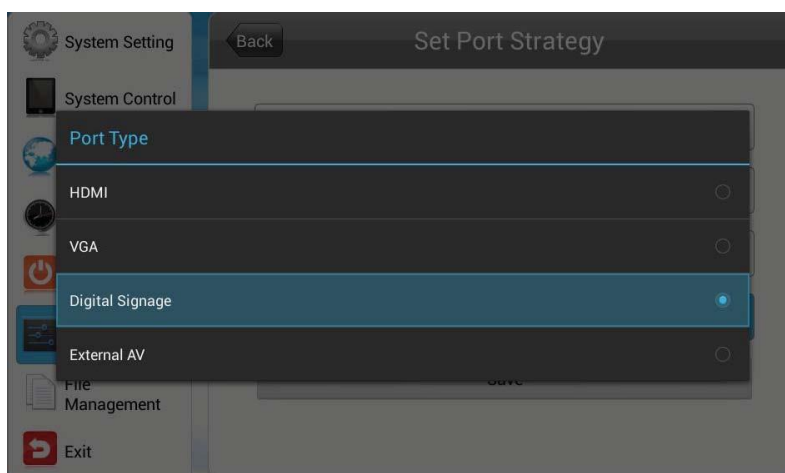 System Setting
Back
Set Port Strategy
System Control
Port Type
HDMI
VGA
Digital Signage
External AV
File
Management
Save
Exit